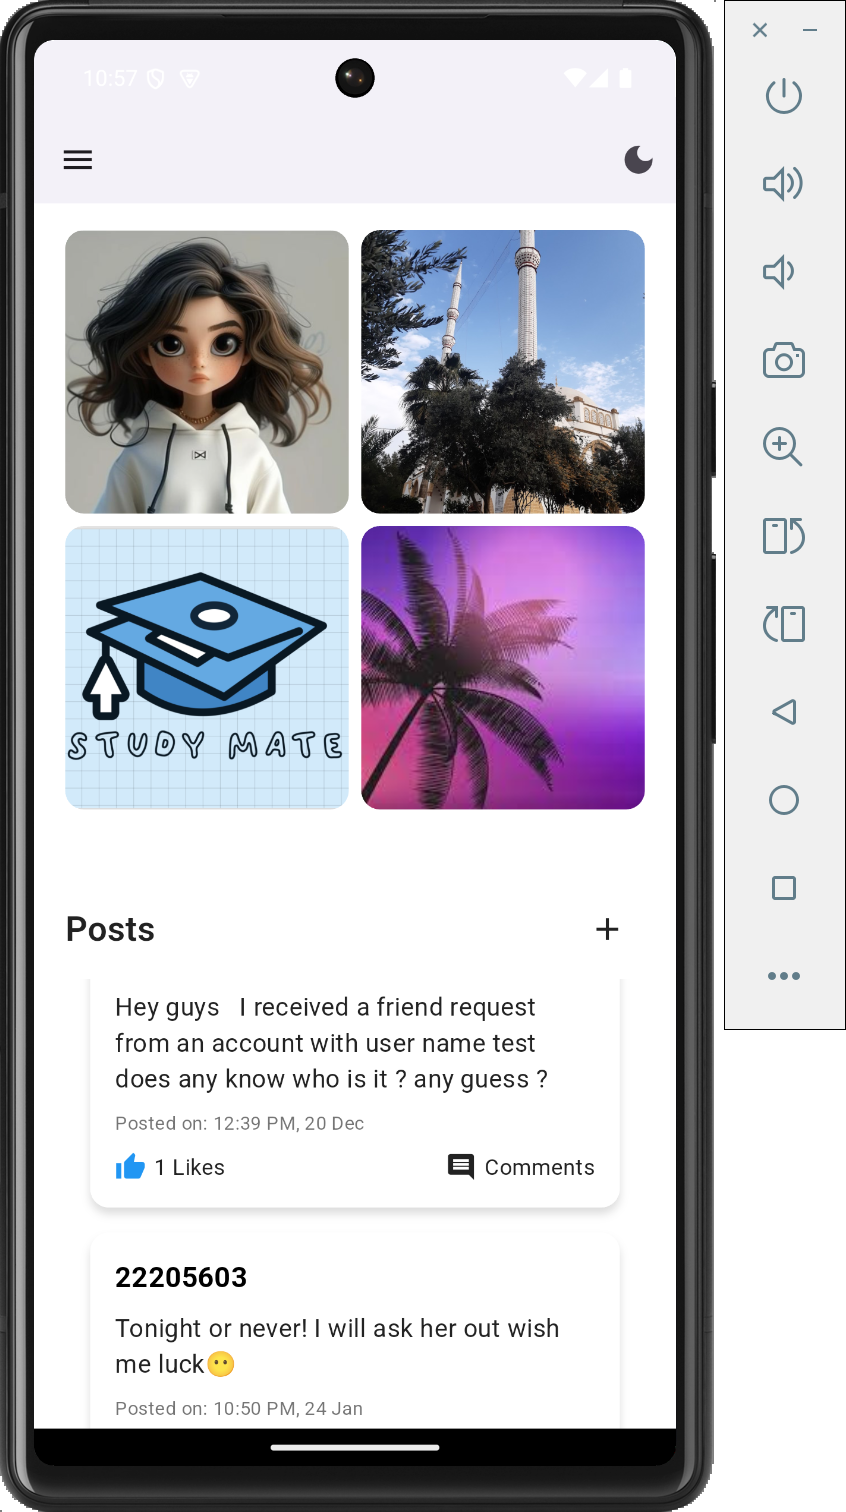 10:57
STUDY MATE
Posts
Hey guys   I received a friend request
from an account with user name test
does any know who is it ? any guess ?
Posted on: 12:39 PM, 20 Dec
1 Likes
Comments
22205603
Tonight or never! I will ask her out wish
me luck😶
Posted on: 10:50 PM, 24 Jan